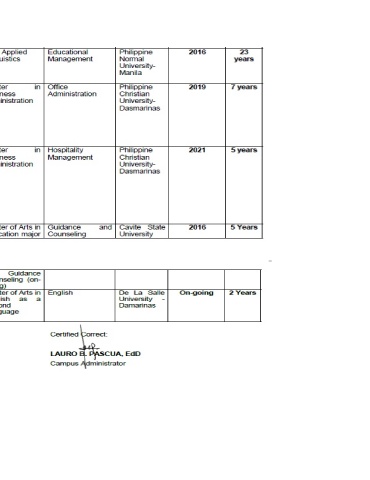 Applied Educational Philippine 2016 23
uistics Management Normal years
University-
Manila
ter in Office Philippine 2019 7 years
ness Administration Christian
inistration University-
Dasmarinas
ter in Hospitality Philippine 2021 5 years
ness Management Christian
inistration University-
Dasmarinas
ter of Arts in Guidance and Cavite State 2016 5 Years
cation major Counseling University
Guidance
nseling (on-
g)
ter of Arts in English De La Salle On-going 2 Years
lish as a University -
ond Damarinas
guage
Certified Correct:
LAURO B. PASCUA, EdD
Campus Administrator